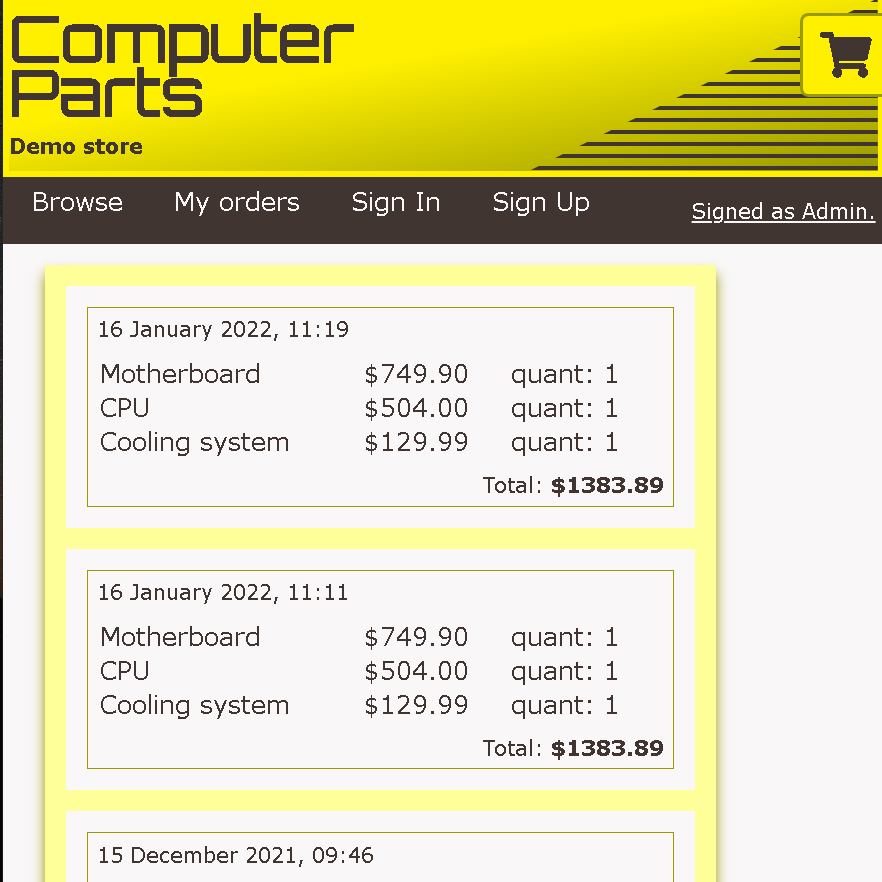 Computer
Parts
Demo store
Browse My orders Sign In Sign Up Signed as Admin.
16 January 2022, 11:19
Motherboard $749.90 quant: 1
CPU $504.00 quant: 1
Cooling system $129.99 quant: 1
Total: $1383.89
16 January 2022, 11:11
Motherboard $749.90 quant: 1
CPU $504.00 quant: 1
Cooling system $129.99 quant: 1
Total: $1383.89
15 December 2021, 09:46